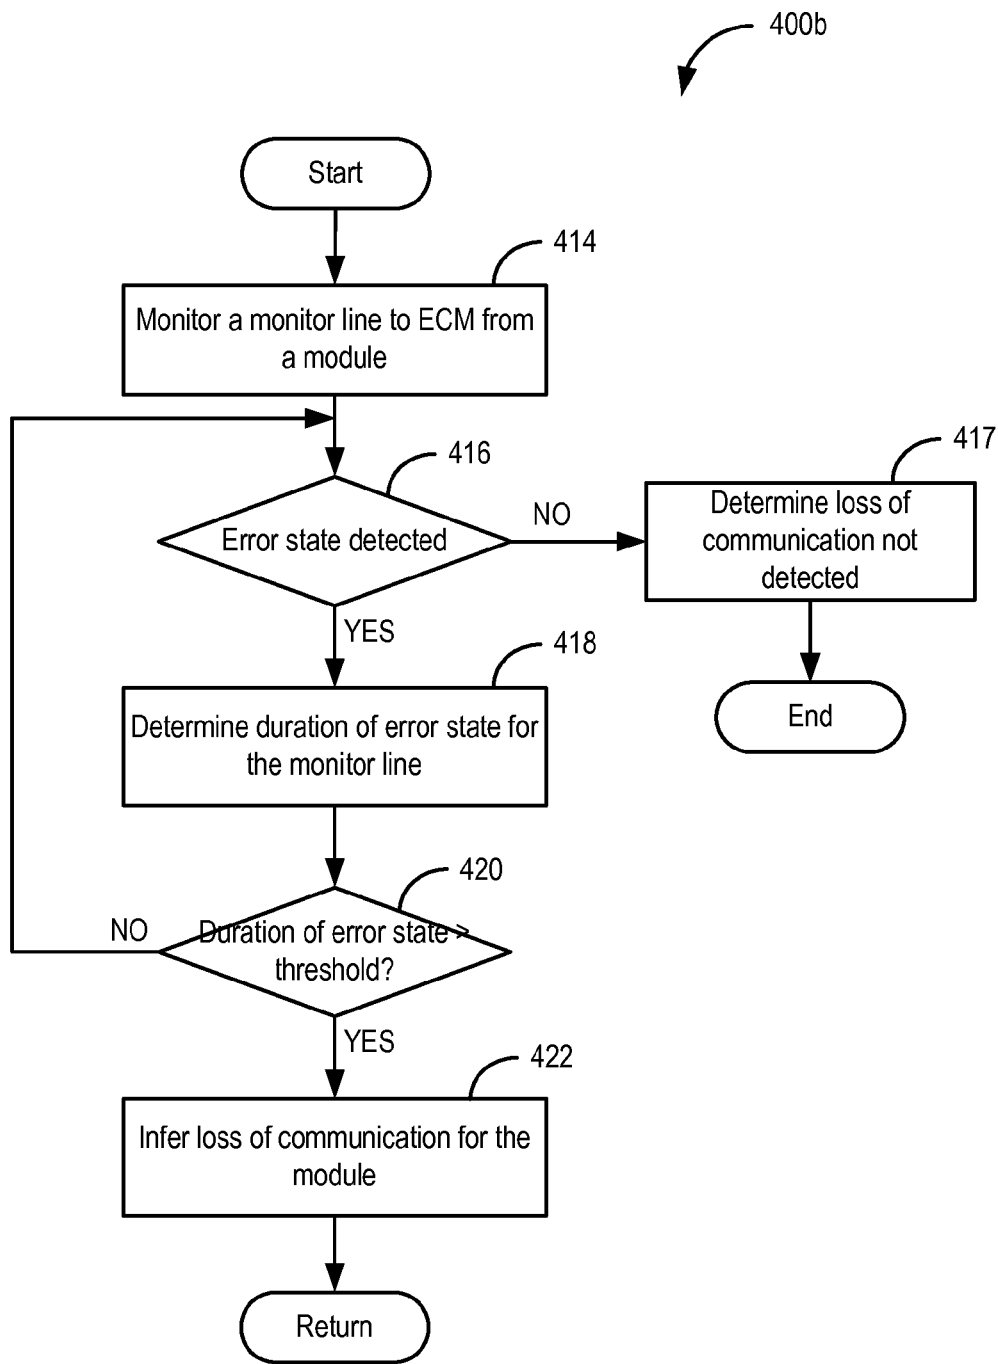 400b
Start
414
Monitor a monitor line to ECM from
a module
416
Error state detected
NO
417
Determine loss of
communication not
detected
YES
End
418
Determine duration of error state for
the monitor line
420
Duration of error state >
threshold?
NO
YES
422
Infer loss of communication for the
module
Return